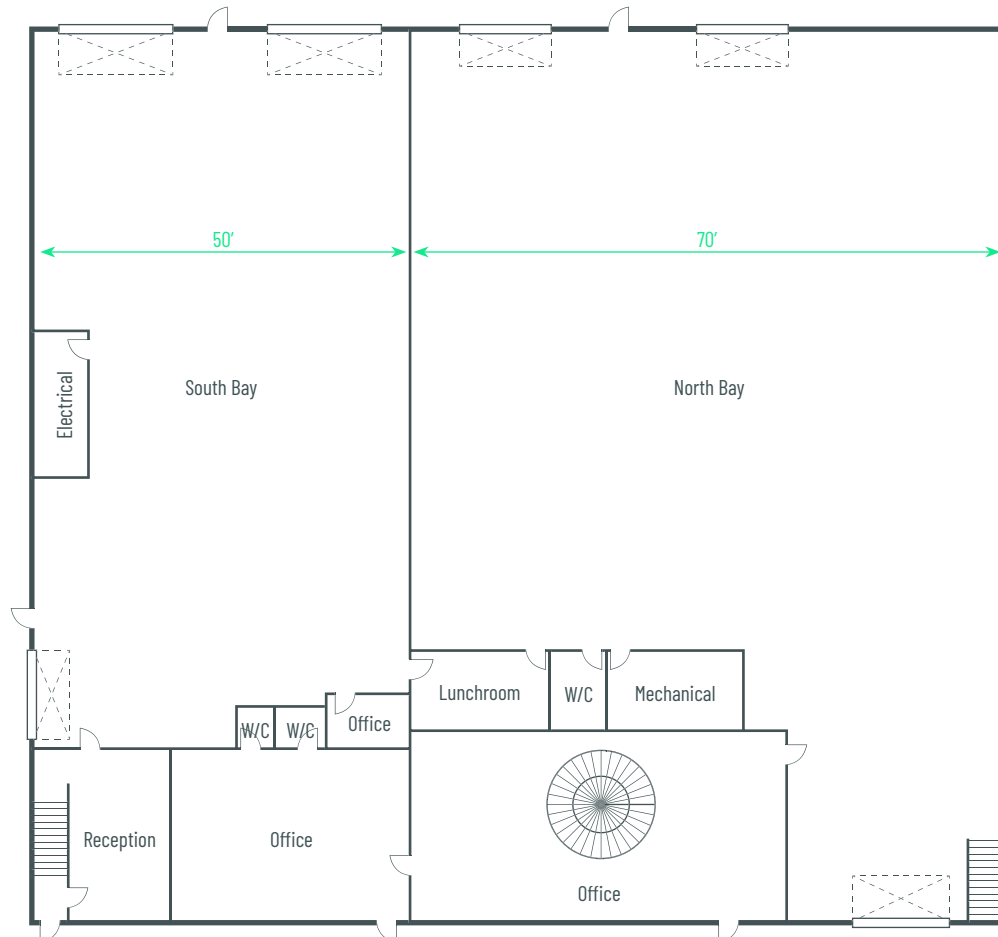 50′
70′
South Bay
North Bay
Electrical
Lunchroom
W/C
Mechanical
W/C
W/C
Office
Reception
Office
Office